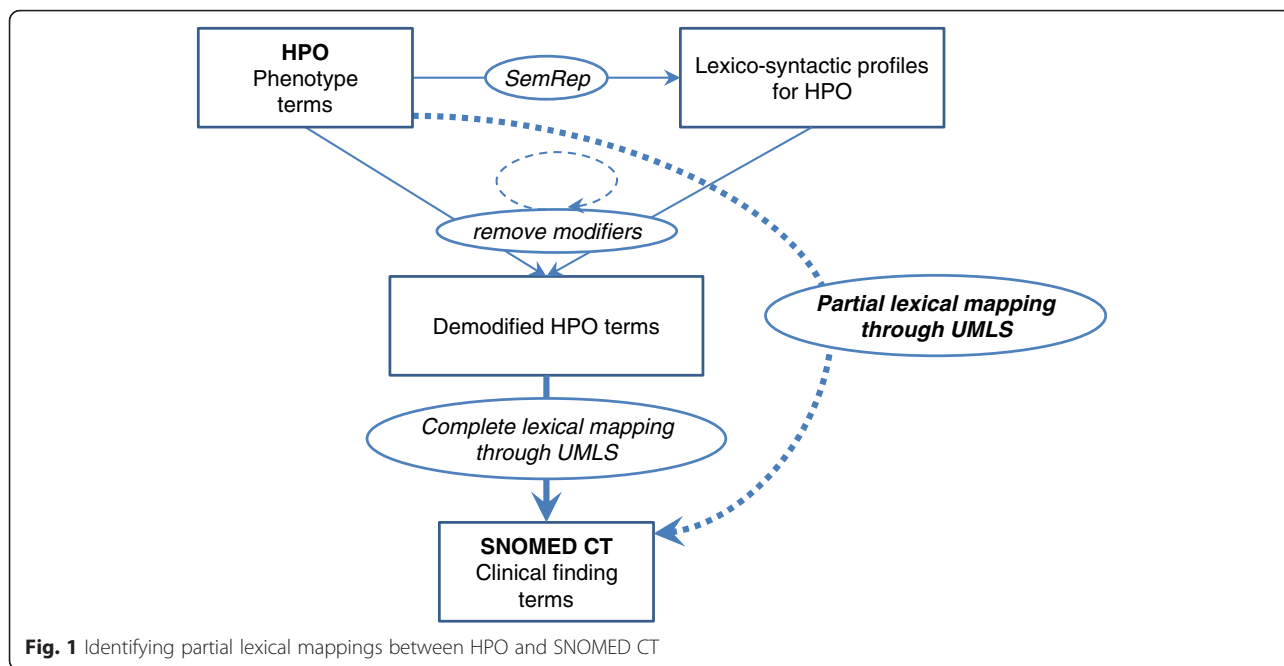 HPO
Phenotype
terms
SemRep
Lexico-syntactic profiles
for HPO
remove modifiers
Demodified HPO terms
Partial lexical mapping
through UMLS
Complete lexical mapping
through UMLS
SNOMED CT
Clinical finding
terms
Fig. 1 Identifying partial lexical mappings between HPO and SNOMED CT